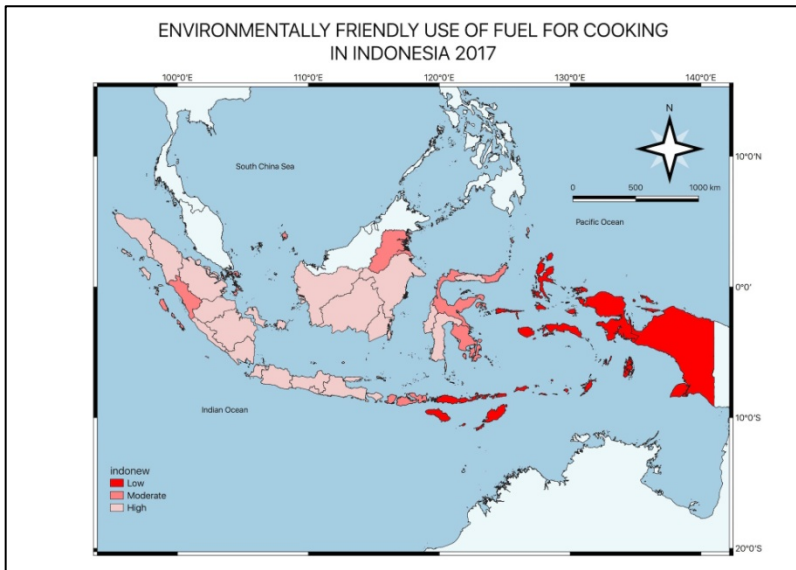 ENVIRONMENTALLY FRIENDLY USE OF FUEL FOR COOKING
IN INDONESIA 2017
100°0'E 110°0'E 120°0'E 130°0'E 140°0'E
N
South China Sea
10°0'N
0 500 1000 km
Pacific Ocean
0°0'
Indian Ocean
10°0'S
indonew
Low
Moderate
High
20°0'S